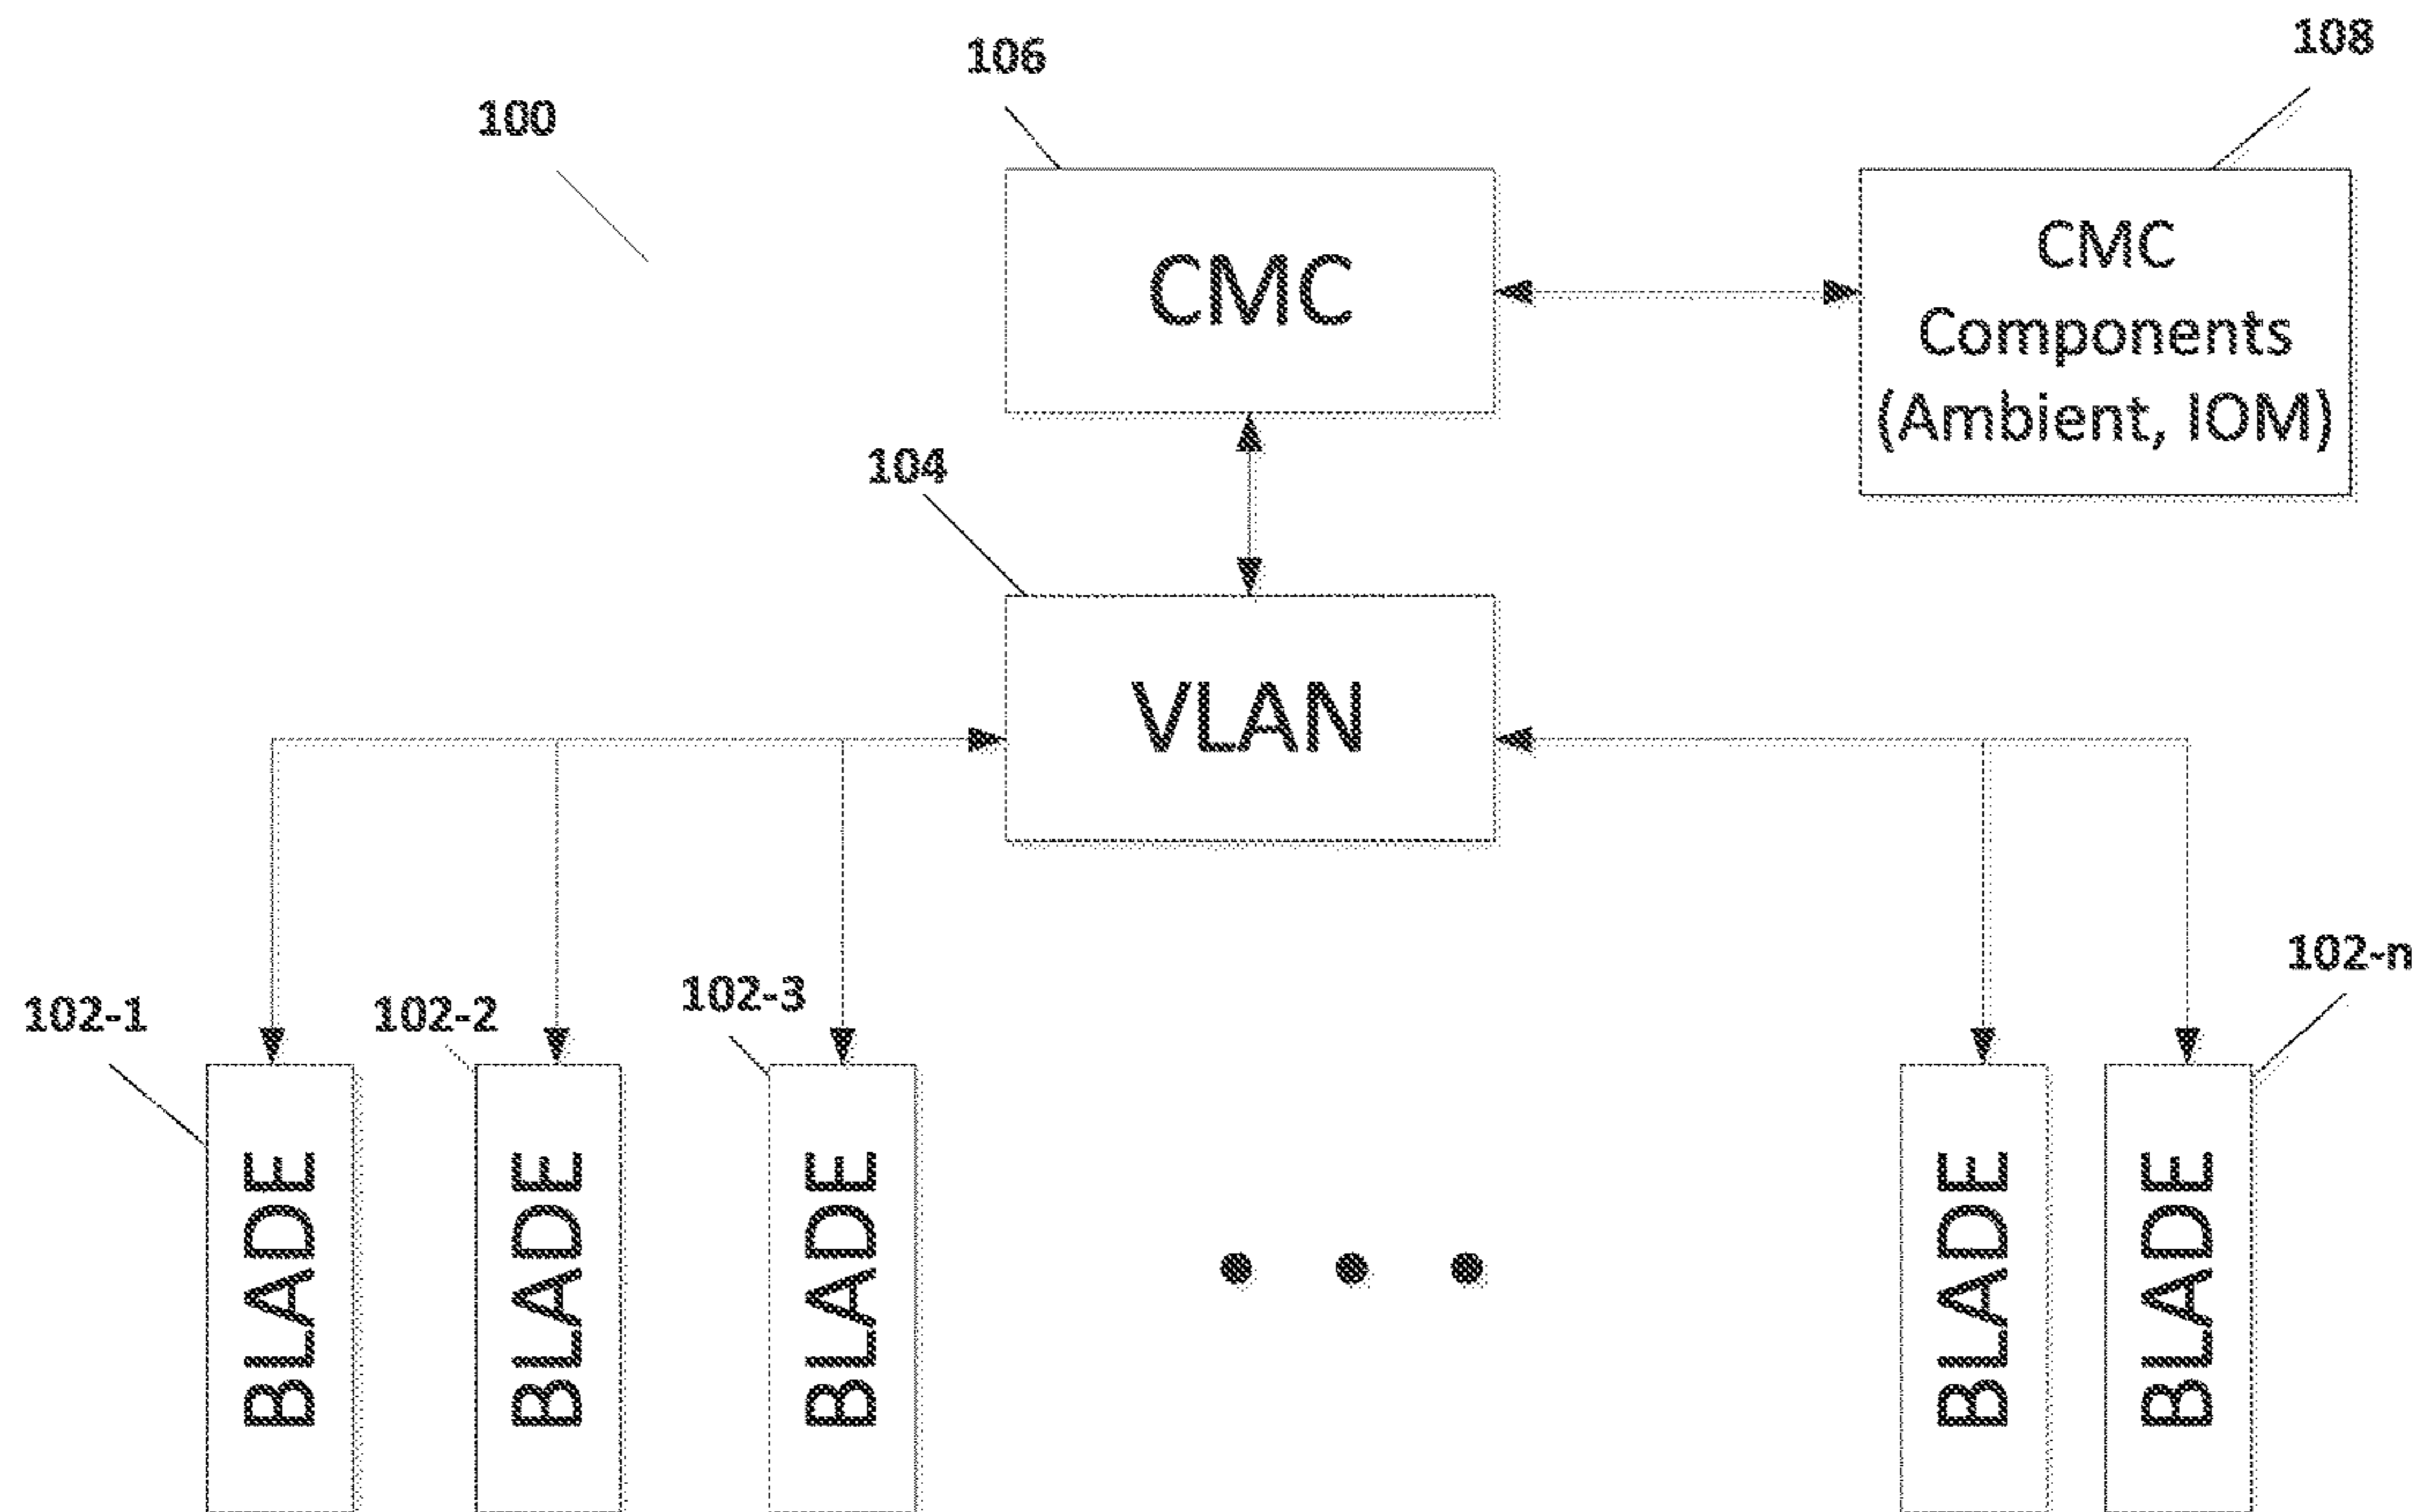 106
108
100
CMC
CMC
Components
(Ambient, IOM)
104
VLAN
102-n
102-1
102-2
102-3
BLADE
BLADE
BLADE
BLADE
BLADE